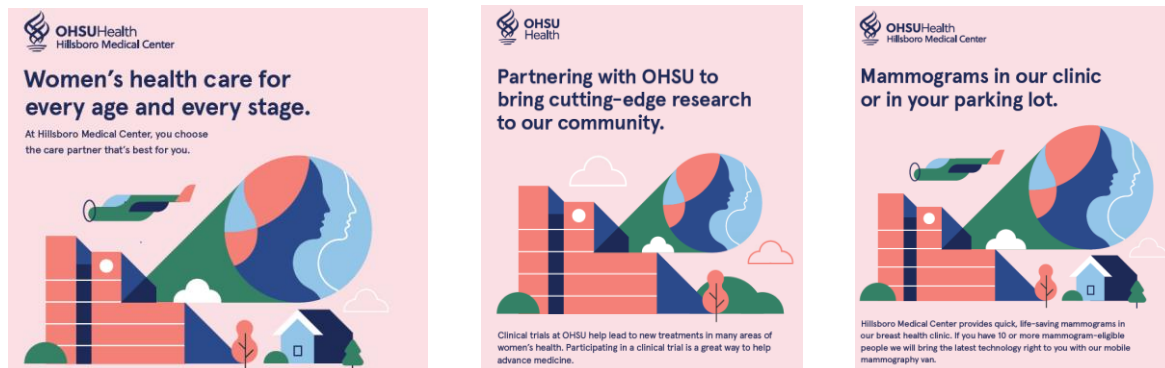 OHSUHealth
Hillsboro Medical Center
Women's health care for
every age and every stage.
At Hillsboro Medical Center, you choose
the care partner that's best for you.
OHSU
Health
Partnering with OHSU to
bring cutting-edge research
to our community.
Clinical trials at OHSU help lead to new treatments in many areas of
women's health. Participating in a clinical trial is a great way to help
advance medicine.
OHSUHealth
Hillsboro Medical Center
Mammograms in our clinic
or in your parking lot.
Hillsboro Medical Center provides quick, life-saving mammograms in
our breast health clinic. If you have 10 or more mammogram-eligible
people we will bring the latest technology right to you with our mobile
mammography van.